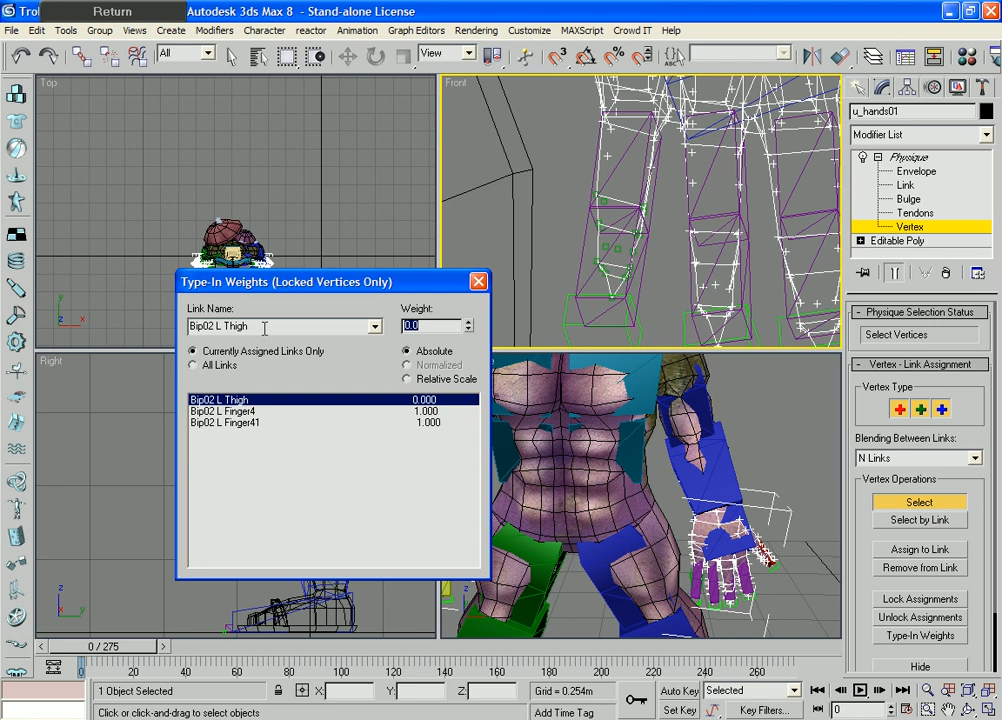 Trol
Return
Autodesk 3ds Max 8 - Stand-alone License
File Edit Tools Group Views Create Modifiers Character reactor Animation Graph Editors Rendering Customize MAXScript Crowd IT Help
All
View
Top
Front
u_hands01
Modifier List
Physique
Envelope
Link
Bulge
Tendons
Vertex
Editable Poly
Type-In Weights (Locked Vertices Only)
Link Name:
Weight:
Bip02 L Thigh
0.0
Currently Assigned Links Only
Absolute
All Links
Normalized
Relative Scale
Bip02 L Thigh 0.000
Bip02 L Finger4 1.000
Bip02 L Finger41 1.000
Right
- Physique Selection Status
Select Vertices
- Vertex - Link Assignment
Vertex Type
Blending Between Links:
N Links
Vertex Operations
Select
Select by Link
Assign to Link
Remove from Link
Lock Assignments
Unlock Assignments
Type-In Weights
Hide
0 / 275
0 20 40 60 80 100 120 140 160 180 200 220 240 260
1 Object Selected
X:
Y:
Z:
Grid = 0.254m
Auto Key
Selected
Click or click-and-drag to select objects
Add Time Tag
Set Key
Key Filters...
0